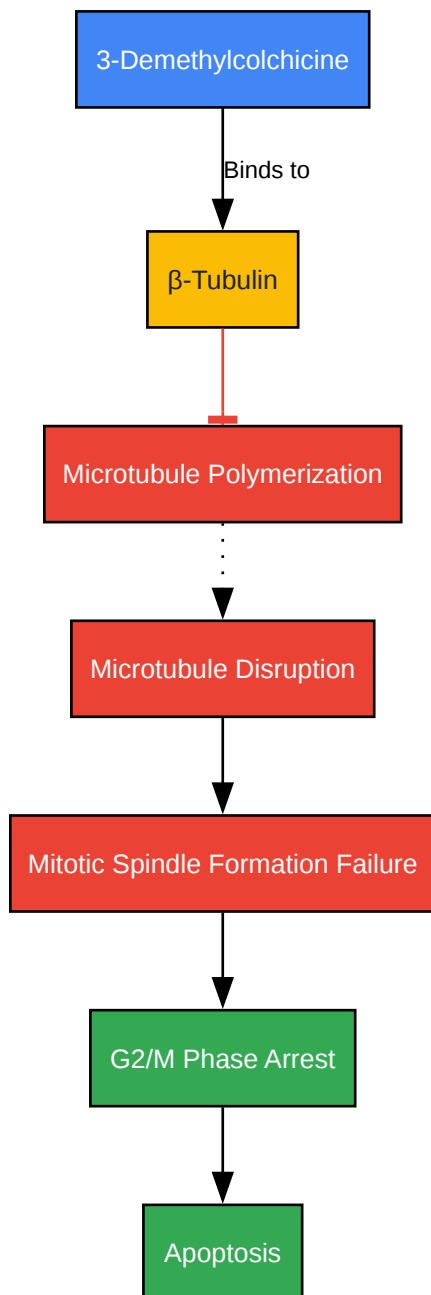 3-Demethylcolchicine
Binds to
β-Tubulin
Microtubule Polymerization
Microtubule Disruption
Mitotic Spindle Formation Failure
G2/M Phase Arrest
Apoptosis